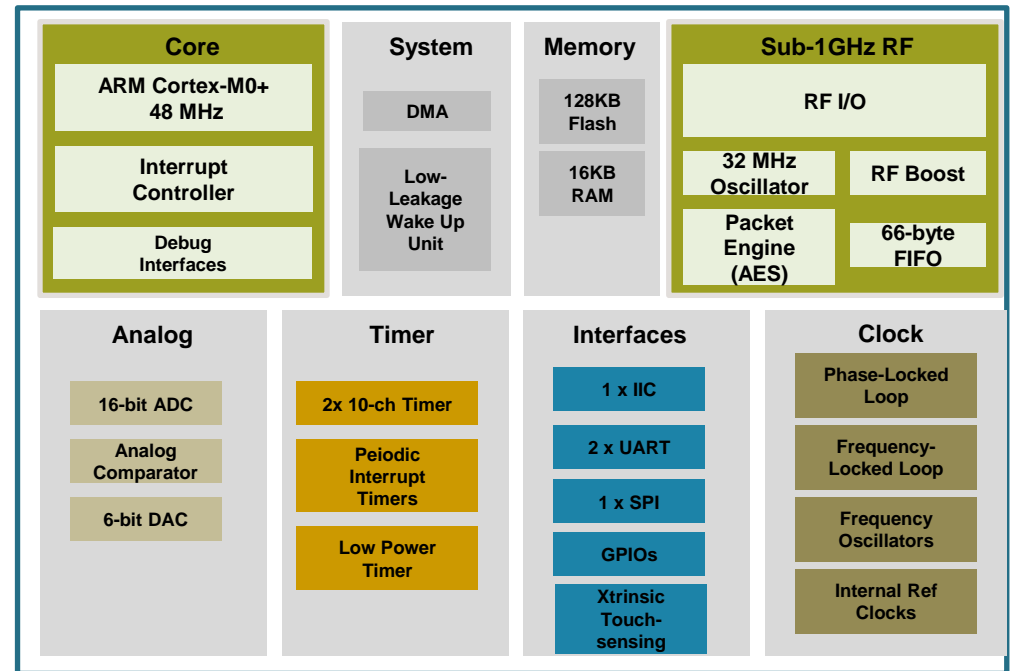 Core
ARM Cortex-M0+
48 MHz
Interrupt
Controller
Debug
Interfaces
System
DMA
Low-
Leakage
Wake Up
Unit
Memory
128KB
Flash
16KB
RAM
Sub-1GHz RF
RF I/O
32 MHz
Oscillator
RF Boost
Packet
Engine
(AES)
66-byte
FIFO
Analog
16-bit ADC
Analog
Comparator
6-bit DAC
Timer
2x 10-ch Timer
Peiodic
Interrupt
Timers
Low Power
Timer
Interfaces
1 x IIC
2 x UART
1 x SPI
GPIOs
Xtrinsic
Touch-
sensing
Clock
Phase-Locked
Loop
Frequency-
Locked Loop
Frequency
Oscillators
Internal Ref
Clocks